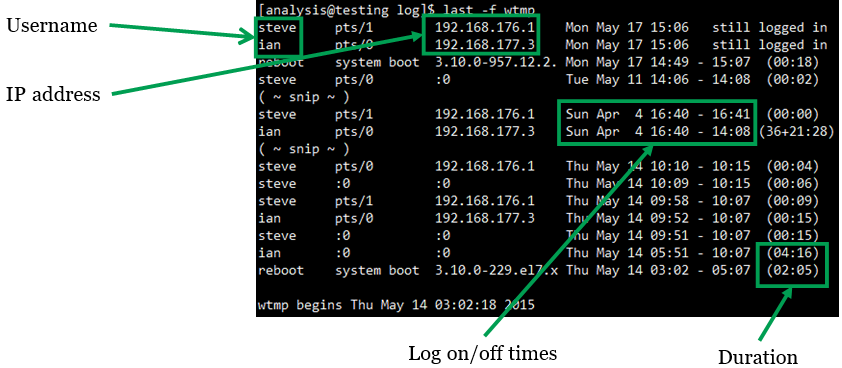 Username
IP address
[analysis@testing log]$ last -f wtmp
steve pts/1 192.168.176.1 Mon May 17 15:06 still logged in
ian pts/0 192.168.177.3 Mon May 17 15:06 still logged in
reboot system boot 3.10.0-957.12.2. Mon May 17 14:49 - 15:07 (00:18)
steve pts/0 :0 Tue May 11 14:06 - 14:08 (00:02)
( ~ snip ~ )
steve pts/1 192.168.176.1 Sun Apr 4 16:40 - 16:41 (00:00)
ian pts/0 192.168.177.3 Sun Apr 4 16:40 - 14:08 (36+21:28)
( ~ snip ~ )
steve pts/0 192.168.176.1 Thu May 14 10:10 - 10:15 (00:04)
steve :0 :0 Thu May 14 10:09 - 10:15 (00:06)
steve pts/1 192.168.176.1 Thu May 14 09:58 - 10:07 (00:09)
ian pts/0 192.168.177.3 Thu May 14 09:52 - 10:07 (00:15)
steve :0 :0 Thu May 14 09:51 - 10:07 (00:15)
ian :0 :0 Thu May 14 05:51 - 10:07 (04:16)
reboot system boot 3.10.0-229.el7.x Thu May 14 03:02 - 05:07 (02:05)
wtmp begins Thu May 14 03:02:18 2015
Log on/off times
Duration